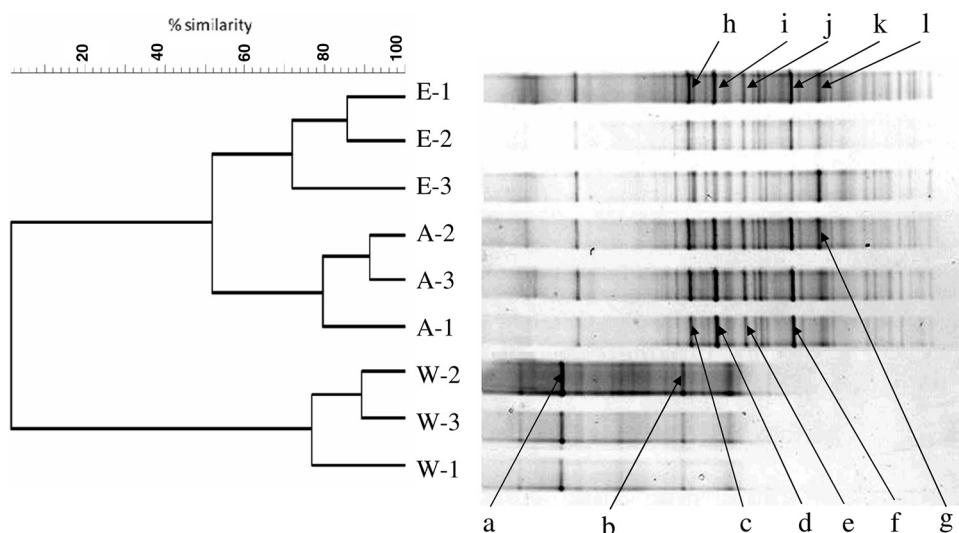 % similarity
20 40 60 80 100
h i j k l
E-1
E-2
E-3
A-2
A-3
A-1
W-2
W-3
W-1
a b c d e f g